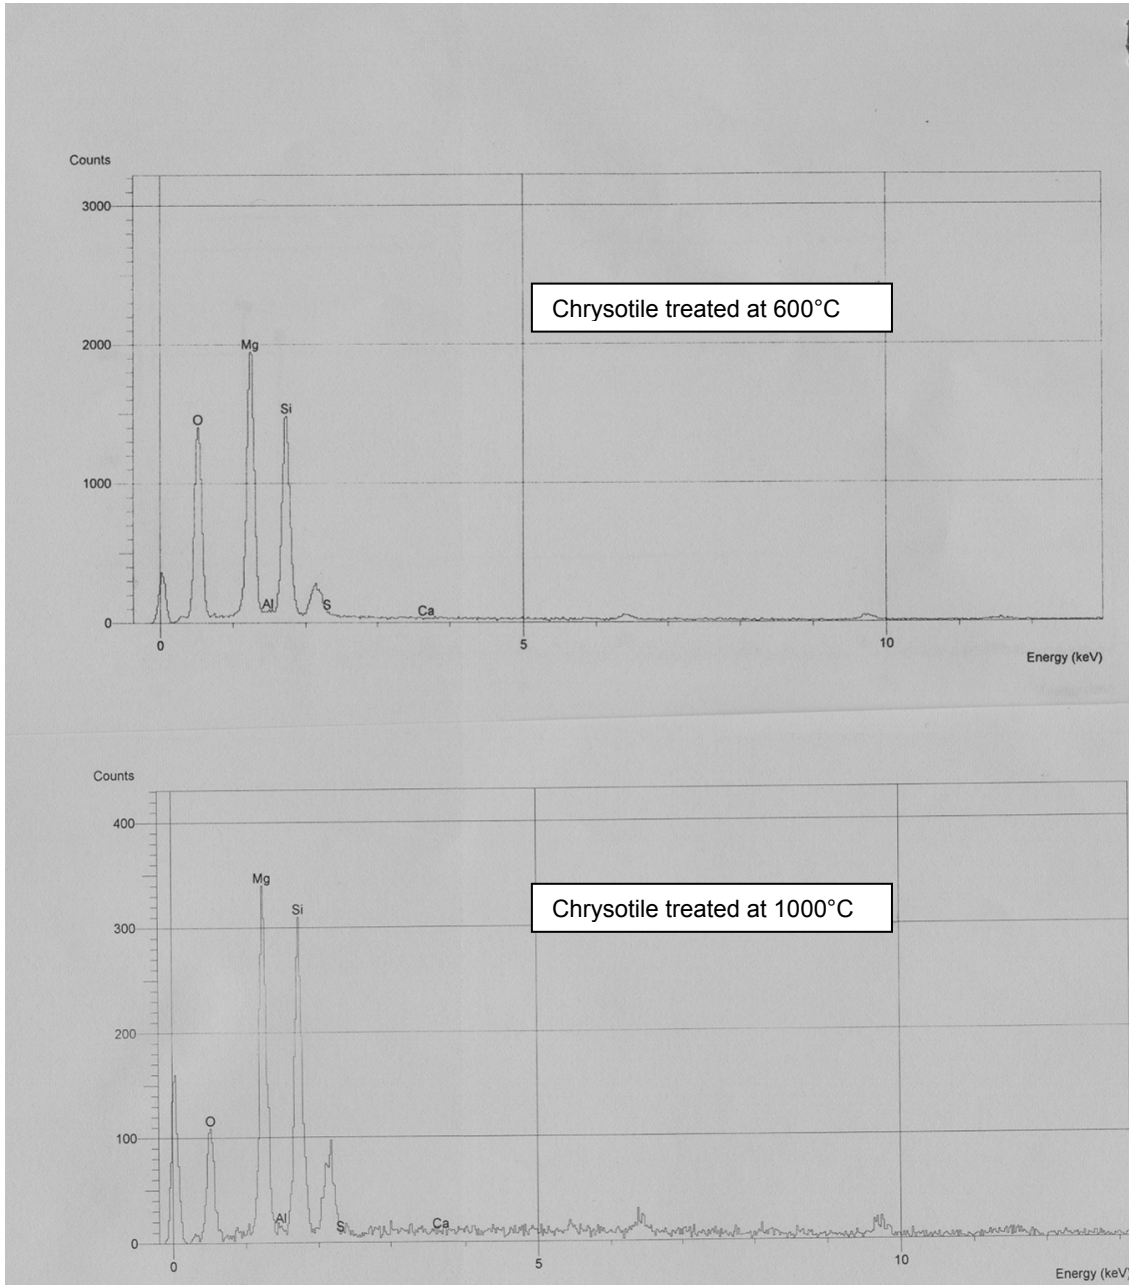 Counts
3000
Chrysotile treated at 600°C
2000
Mg
Si
O
1000
Al
S
Ca
0
0 5 10
Energy (keV)
Counts
400
Mg
Chrysotile treated at 1000°C
Si
300
200
O
100
Al
S
Ca
0
0 5 10
Energy (keV)